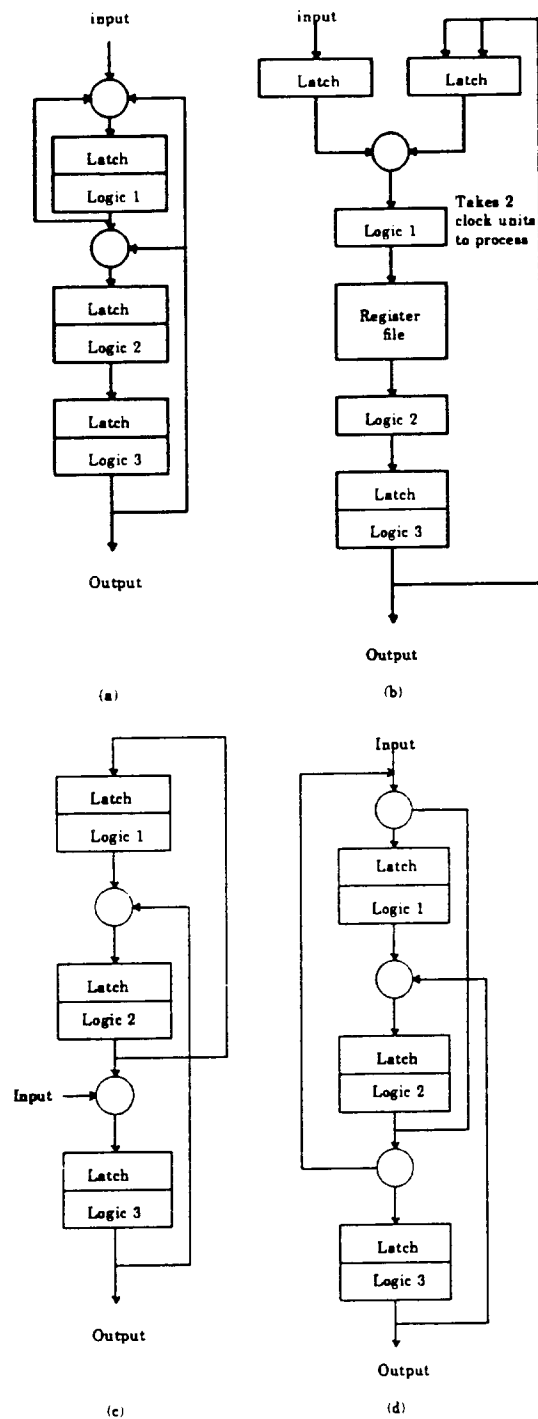 input
Latch
Logic 1
Latch
Logic 2
Latch
Logic 3
Output
(a)
input
Latch
Latch
Logic 1
Takes 2
clock units
to process
Register
file
Logic 2
Latch
Logic 3
Output
(b)
Latch
Logic 1
Latch
Logic 2
Input
Latch
Logic 3
Output
(c)
Input
Latch
Logic 1
Latch
Logic 2
Latch
Logic 3
Output
(d)